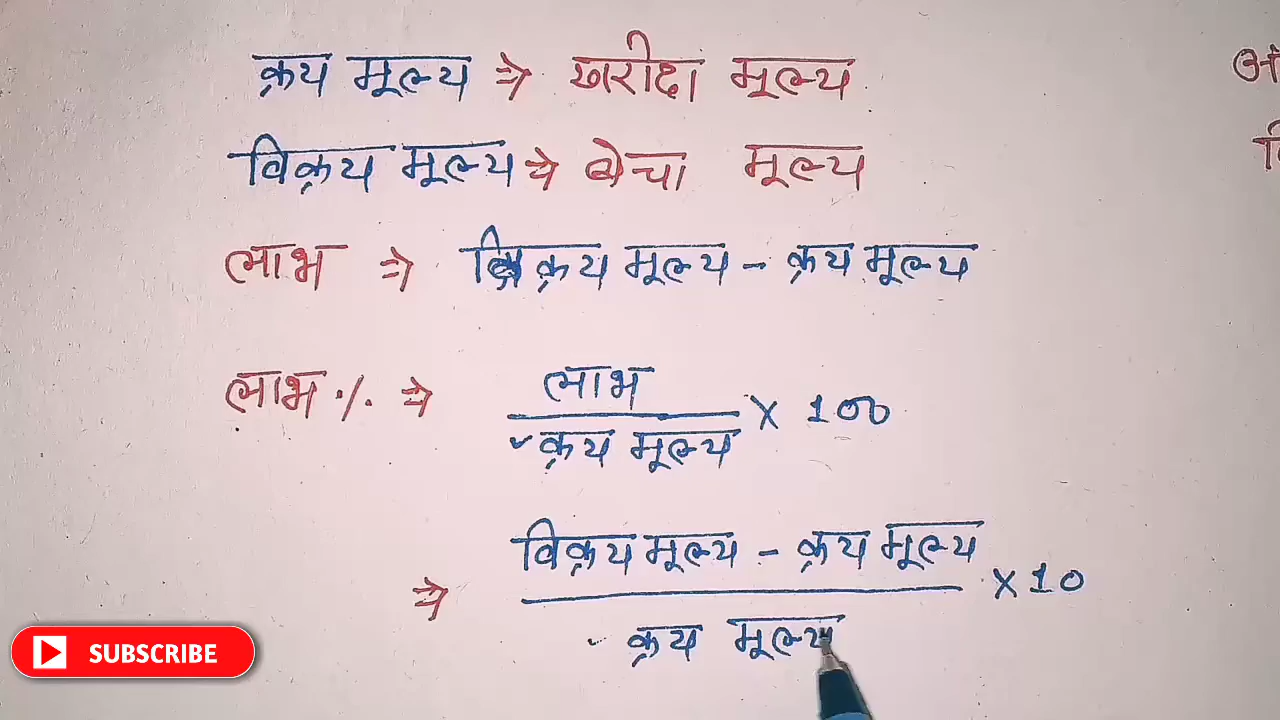 क्रय मूल्य ⇒ खरीदा मूल्य
विक्रय मूल्य ⇒ बेचा मूल्य
लाभ ⇒ विक्रय मूल्य - क्रय मूल्य
लाभ % ⇒ लाभ × 100
क्रय मूल्य
विक्रय मूल्य - क्रय मूल्य
⇒ × 10
क्रय मूल्य
SUBSCRIBE